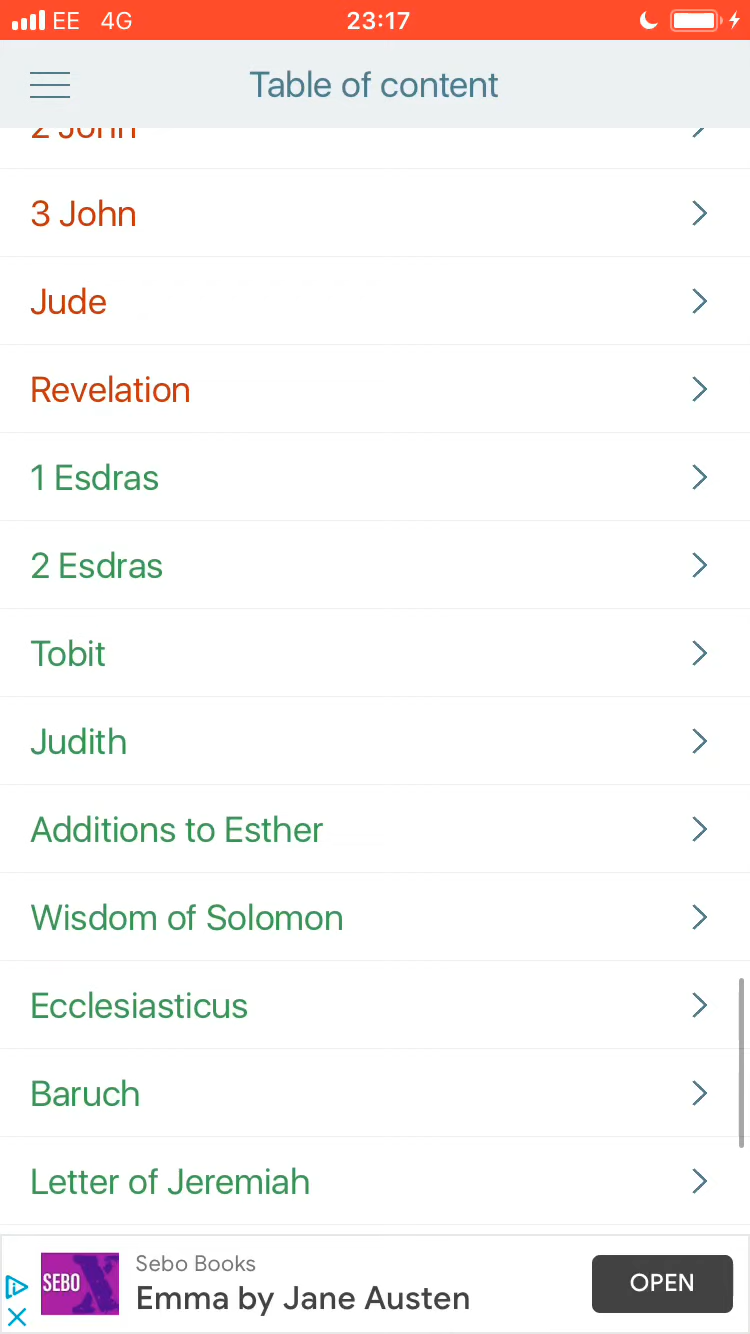 EE 4G 23:17
Table of content
2 John
3 John
Jude
Revelation
1 Esdras
2 Esdras
Tobit
Judith
Additions to Esther
Wisdom of Solomon
Ecclesiasticus
Baruch
Letter of Jeremiah
SEBO
Sebo Books
Emma by Jane Austen
OPEN